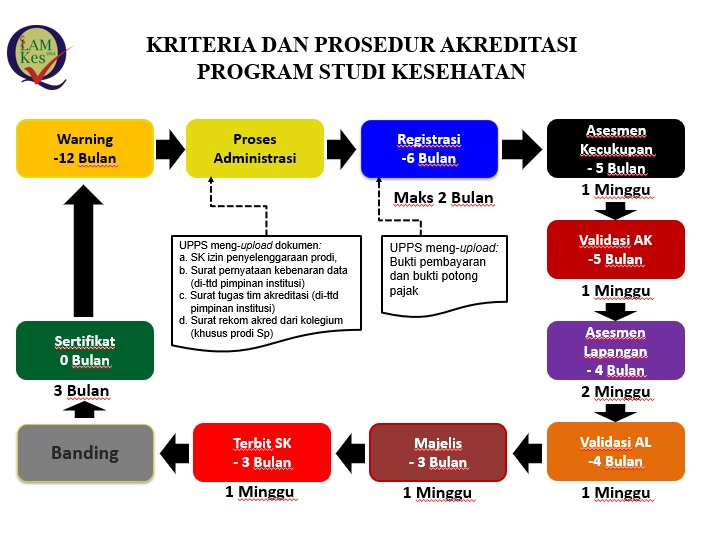 LAM
Kes
KRITERIA DAN PROSEDUR AKREDITASI
PROGRAM STUDI KESEHATAN
Warning
-12 Bulan
Proses
Administrasi
Registrasi
-6 Bulan
Asesmen
Kecukupan
- 5 Bulan
Maks 2 Bulan
1 Minggu
UPPS meng-upload dokumen:
a. SK izin penyelenggaraan prodi,
b. Surat pernyataan kebenaran data
(di-ttd pimpinan institusi)
c. Surat tugas tim akreditasi (di-ttd
pimpinan institusi)
d. Surat rekom akred dari kolegium
(khusus prodi Sp)
UPPS meng-upload:
Bukti pembayaran
dan bukti potong
pajak
Validasi AK
-5 Bulan
1 Minggu
Asesmen
Lapangan
- 4 Bulan
2 Minggu
Validasi AL
-4 Bulan
1 Minggu
Majelis
- 3 Bulan
1 Minggu
Terbit SK
- 3 Bulan
1 Minggu
Banding
3 Bulan
Sertifikat
0 Bulan